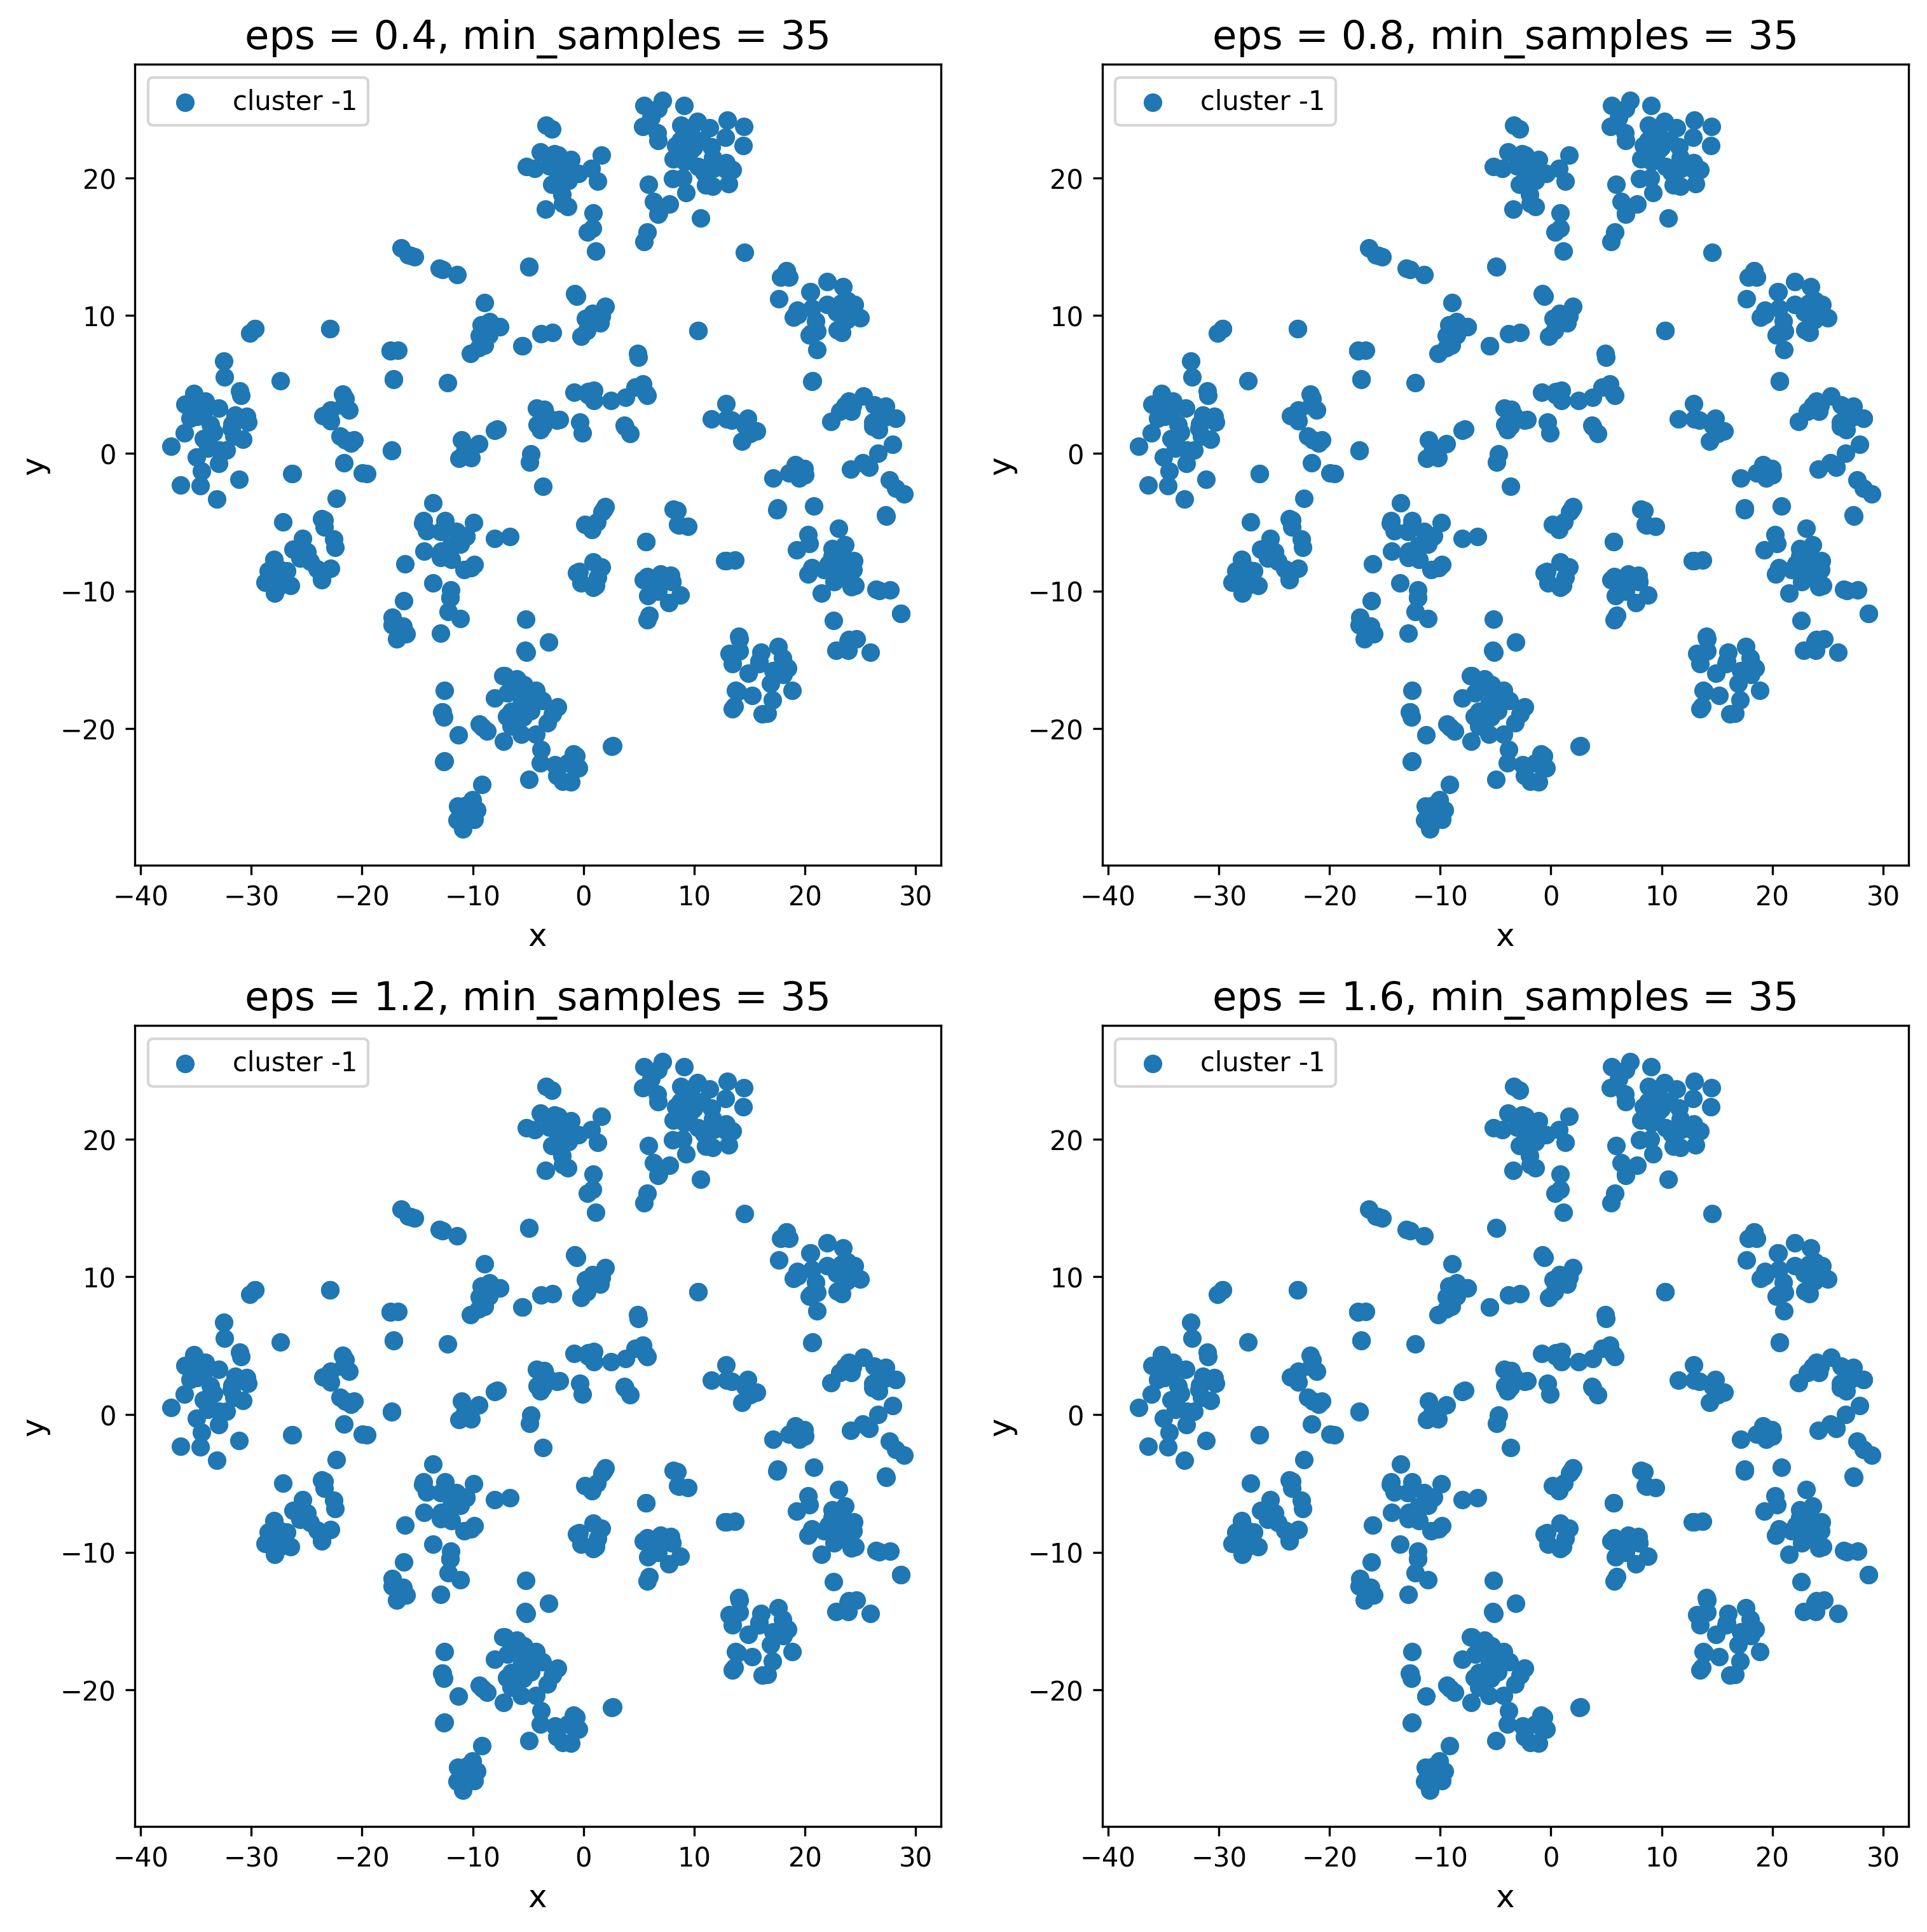 eps = 0.4, min_samples = 35
cluster -1
20
10
0
−10
−20
y
−40 −30 −20 −10 0 10 20 30
x
eps = 0.8, min_samples = 35
cluster -1
20
10
0
−10
−20
y
−40 −30 −20 −10 0 10 20 30
x
eps = 1.2, min_samples = 35
cluster -1
20
10
0
−10
−20
y
−40 −30 −20 −10 0 10 20 30
x
eps = 1.6, min_samples = 35
cluster -1
20
10
0
−10
−20
y
−40 −30 −20 −10 0 10 20 30
x